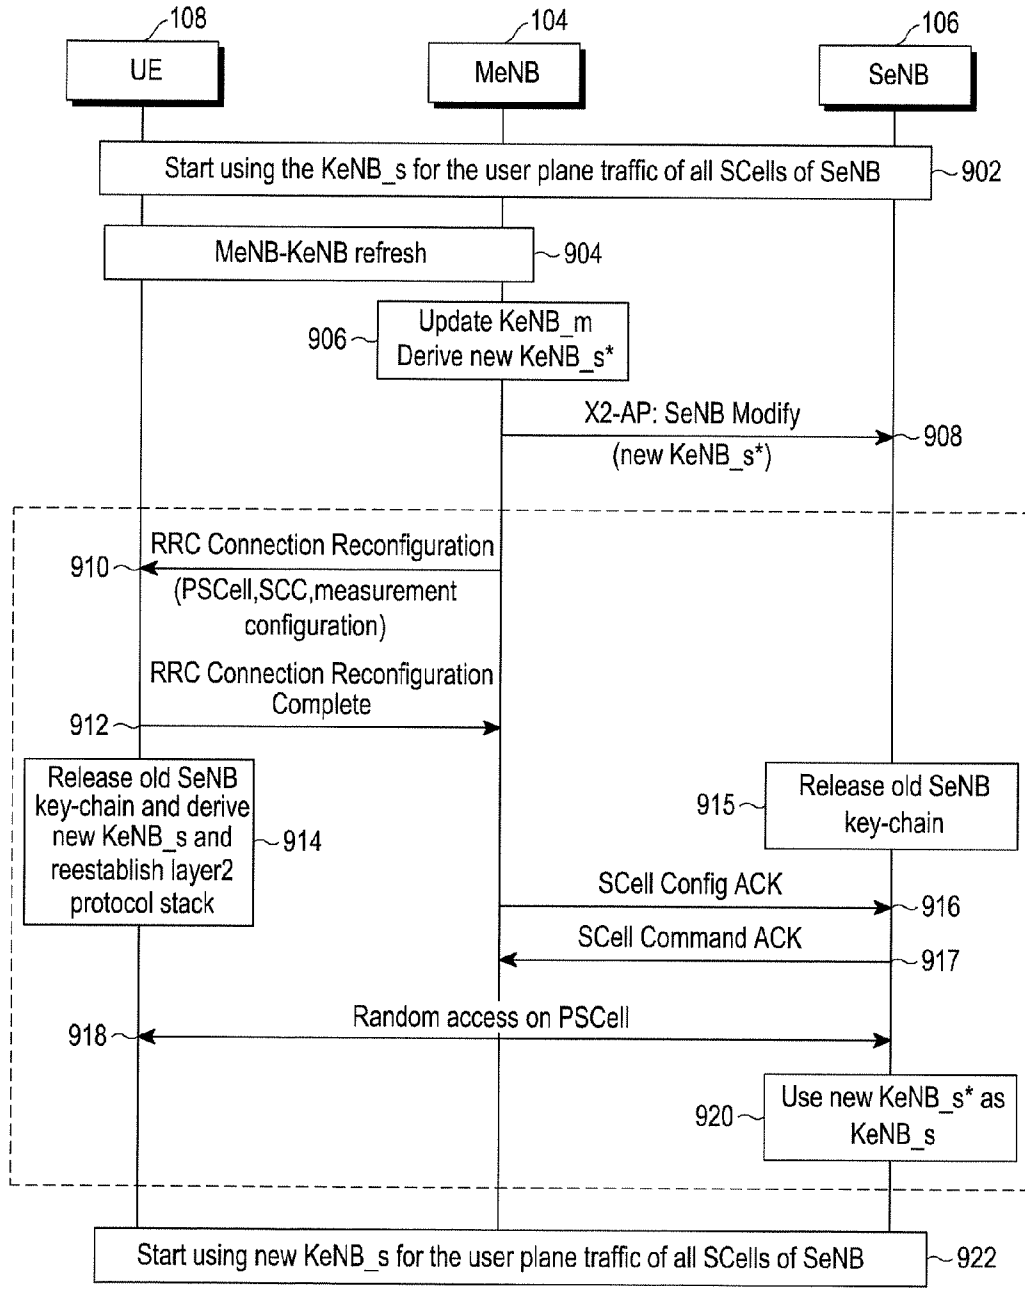 108
104
106
UE
MeNB
SeNB
Start using the KeNB_s for the user plane traffic of all SCells of SeNB
902
MeNB-KeNB refresh
904
906
Update KeNB_m
Derive new KeNB_s*
X2-AP: SeNB Modify
(new KeNB_s*)
908
RRC Connection Reconfiguration
910
(PSCell,SCC,measurement
configuration)
RRC Connection Reconfiguration
Complete
912
Release old SeNB
key-chain and derive
new KeNB_s and
reestablish layer2
protocol stack
914
915
Release old SeNB
key-chain
SCell Config ACK
916
SCell Command ACK
917
Random access on PSCell
918
920
Use new KeNB_s* as
KeNB_s
Start using new KeNB_s for the user plane traffic of all SCells of SeNB
922